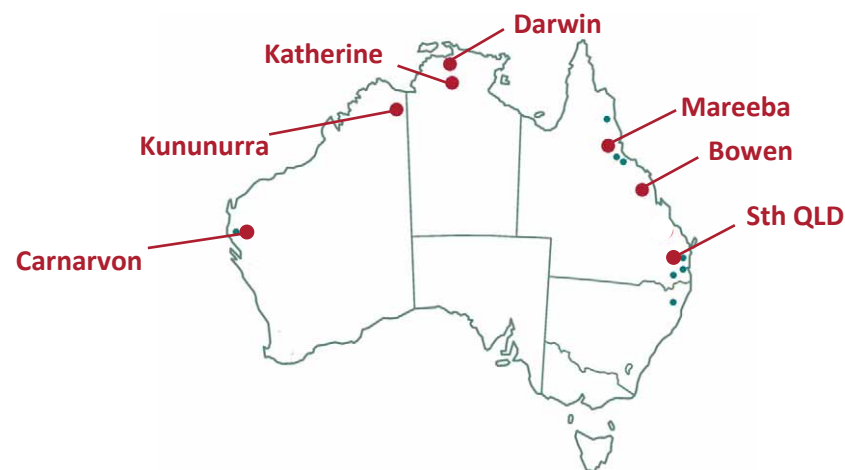 Darwin
Katherine
Mareeba
Kununurra
Bowen
Sth QLD
Carnarvon